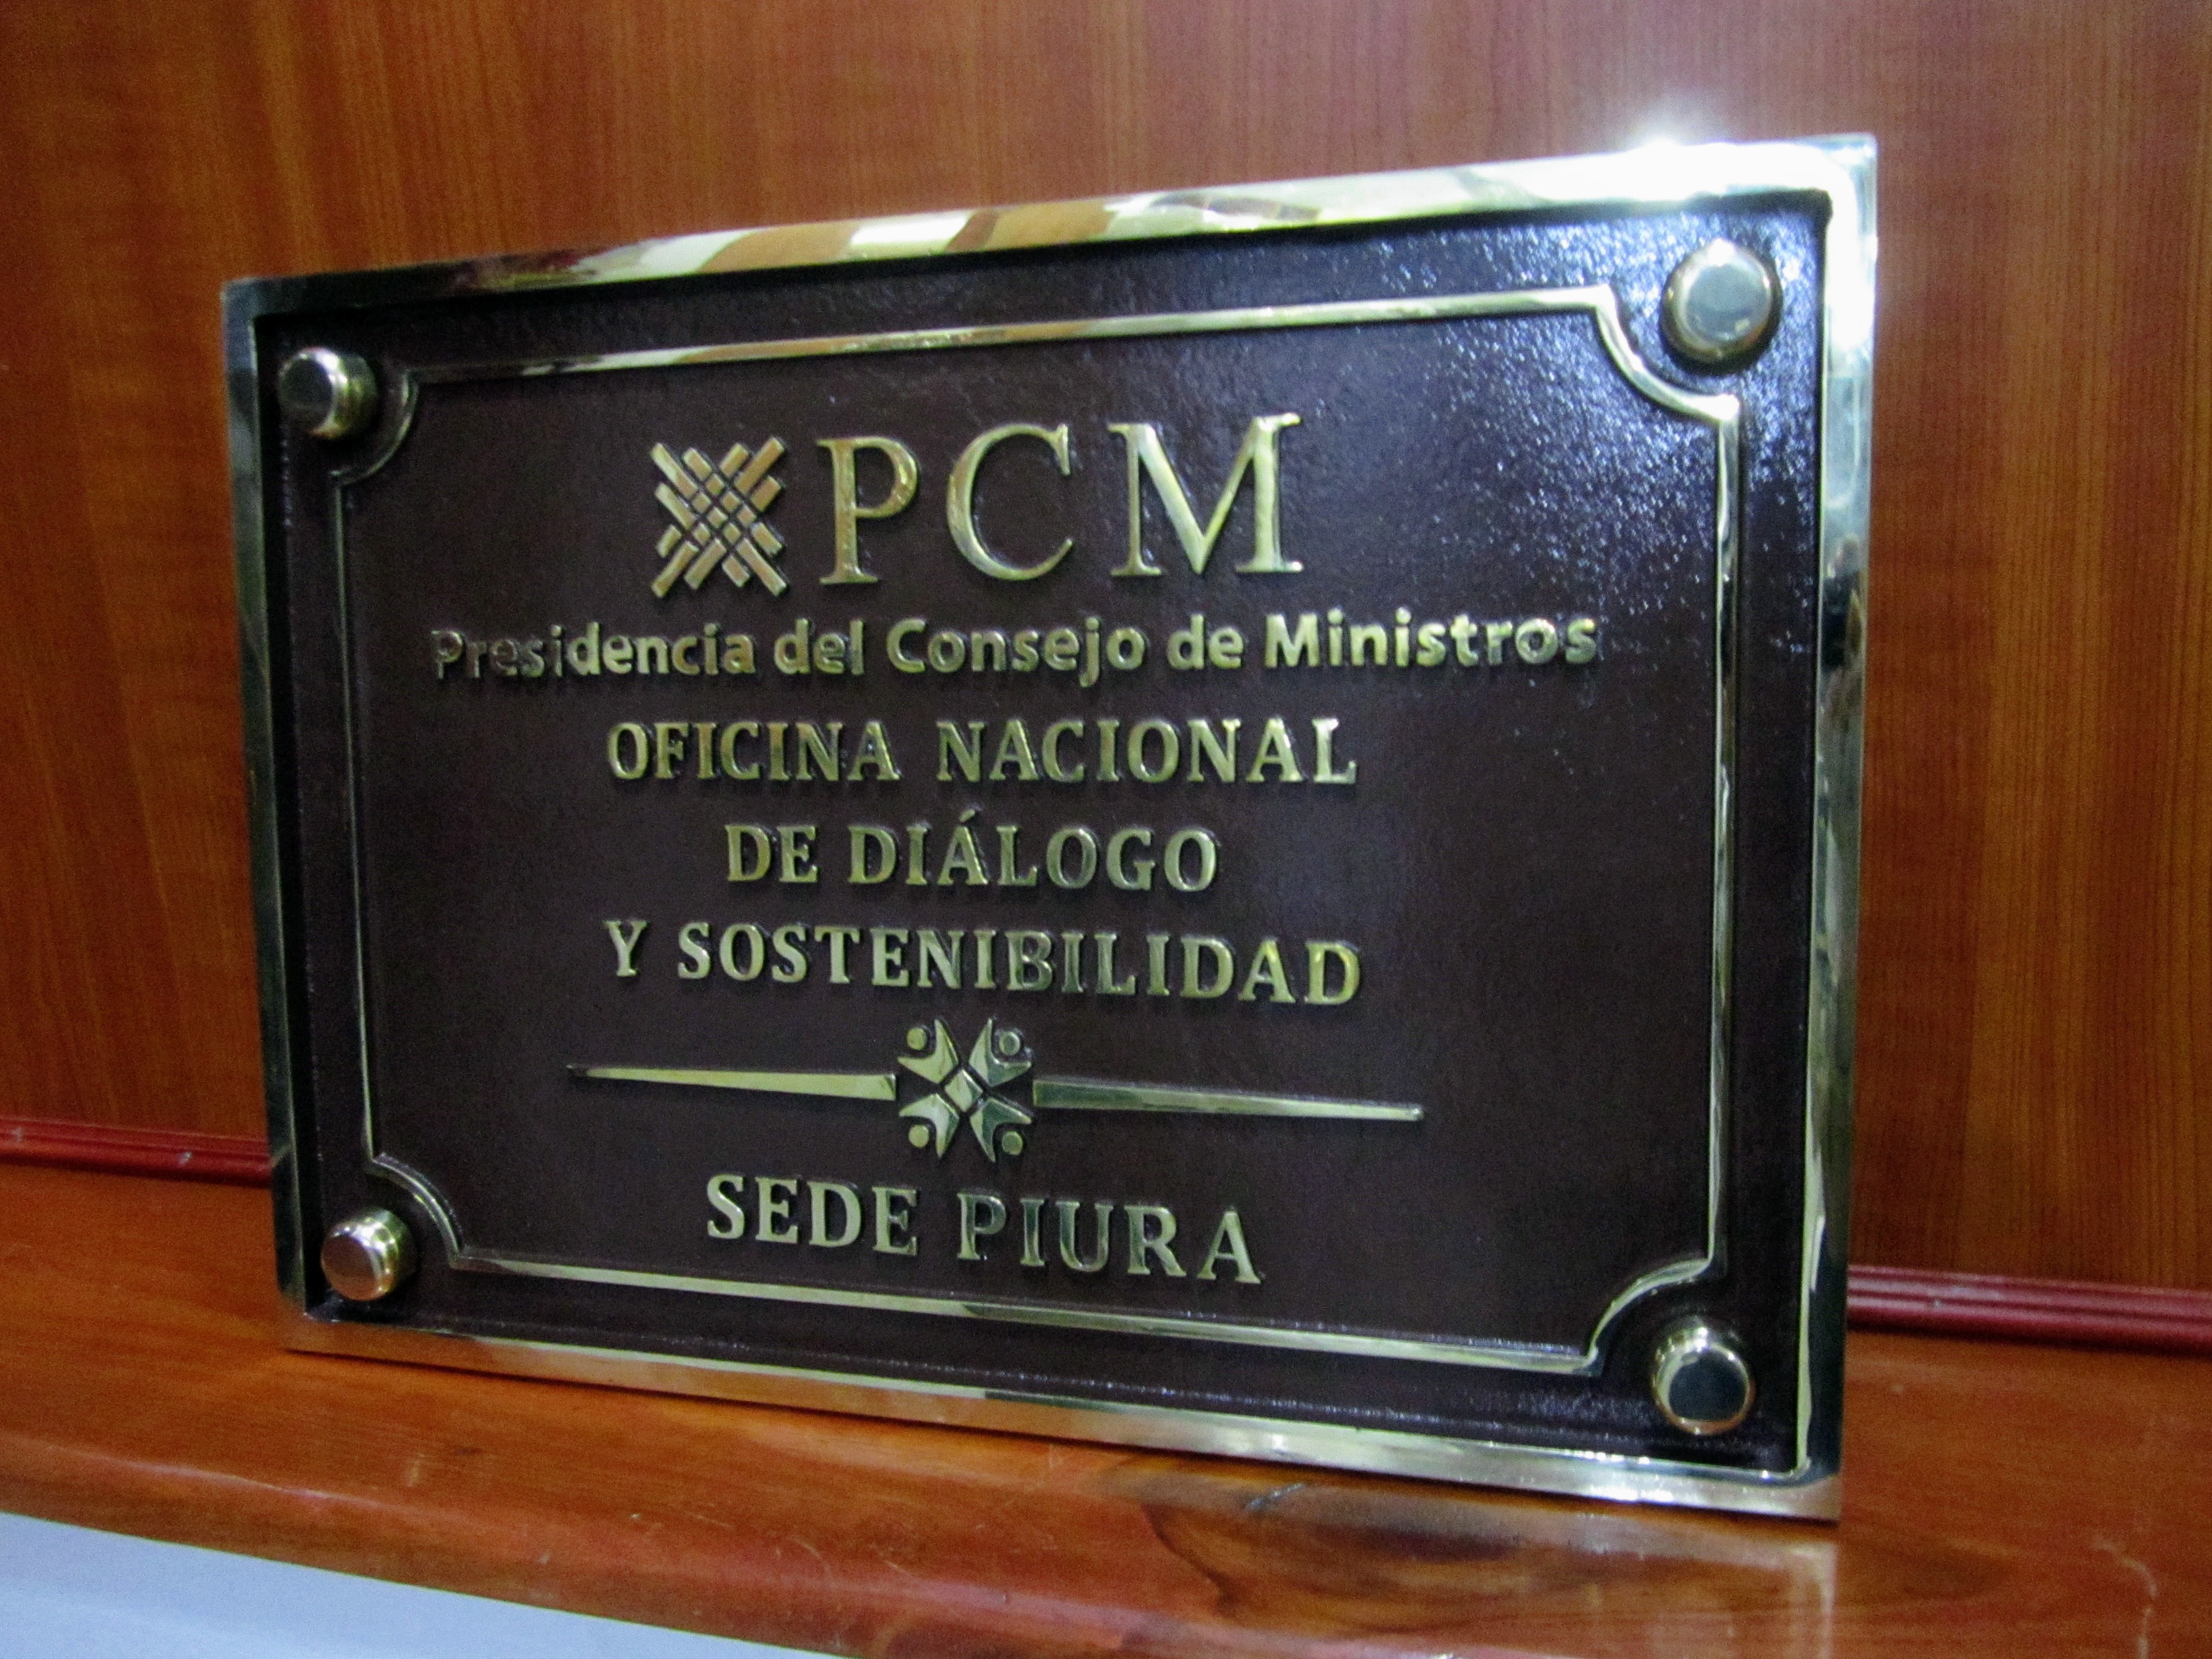 PCM
Presidencia del Consejo de Ministros
OFICINA NACIONAL
DE DIÁLOGO
Y SOSTENIBILIDAD
SEDE PIURA